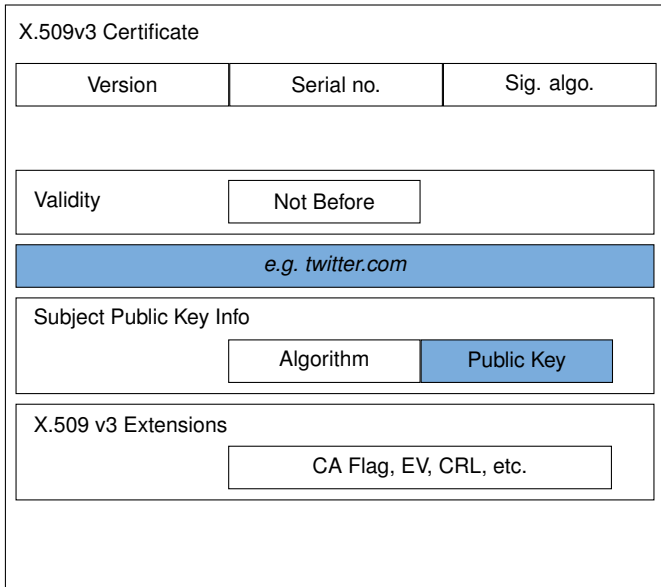 X.509v3 Certificate
Version Serial no. Sig. algo.
Validity Not Before
e.g. twitter.com
Subject Public Key Info
Algorithm Public Key
X.509 v3 Extensions
CA Flag, EV, CRL, etc.